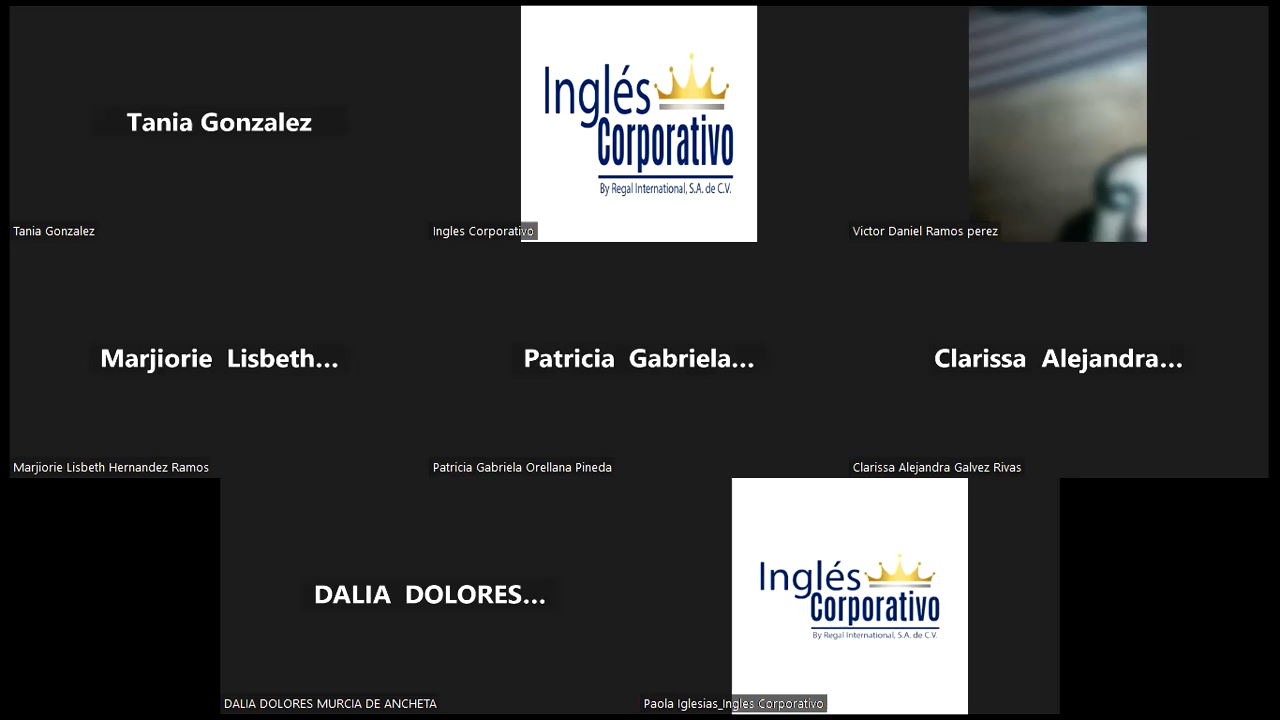 Tania Gonzalez
Tania Gonzalez
Inglés
Corporativo
By Regal International, S.A. de C.V.
Ingles Corporativo
Victor Daniel Ramos perez
Marjiorie Lisbeth...
Marjiorie Lisbeth Hernandez Ramos
Patricia Gabriela...
Patricia Gabriela Orellana Pineda
Clarissa Alejandra...
Clarissa Alejandra Galvez Rivas
DALIA DOLORES...
DALIA DOLORES MURCIA DE ANCHETA
Inglés
Corporativo
By Regal International, S.A. de C.V.
Paola Iglesias_Ingles Corporativo